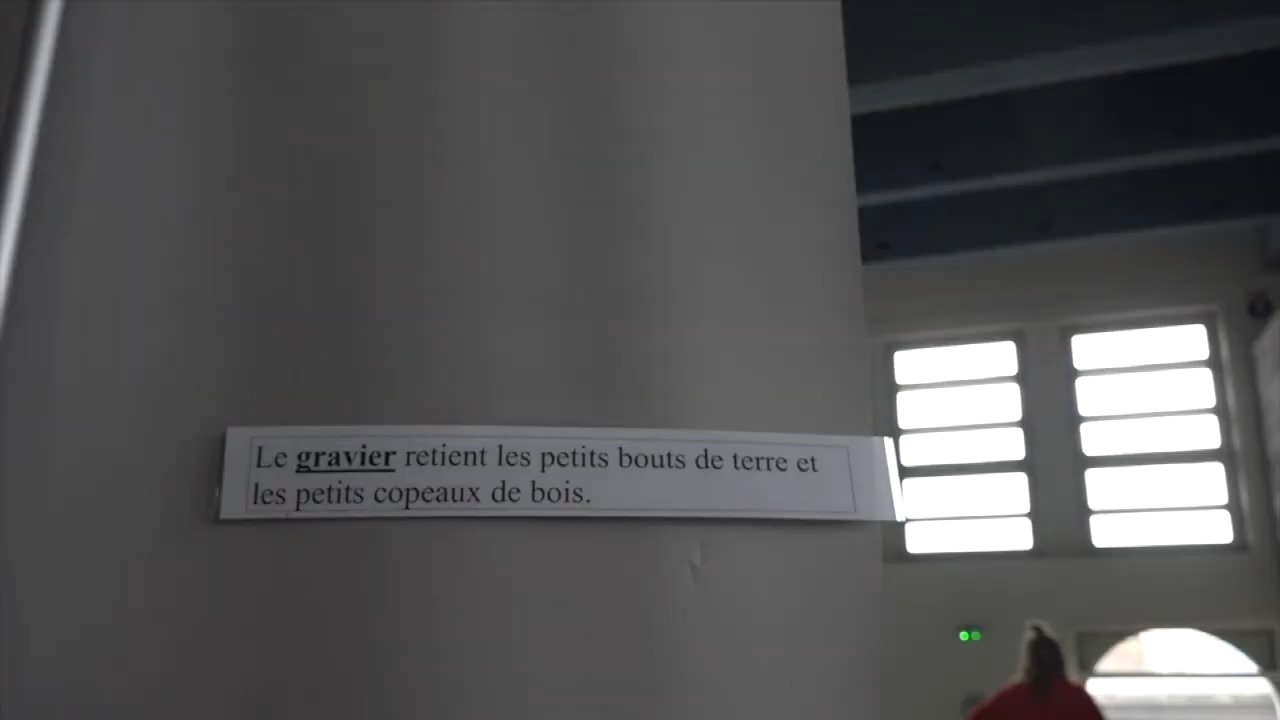 Le gravier retient les petits bouts de terre et
les petits copeaux de bois.